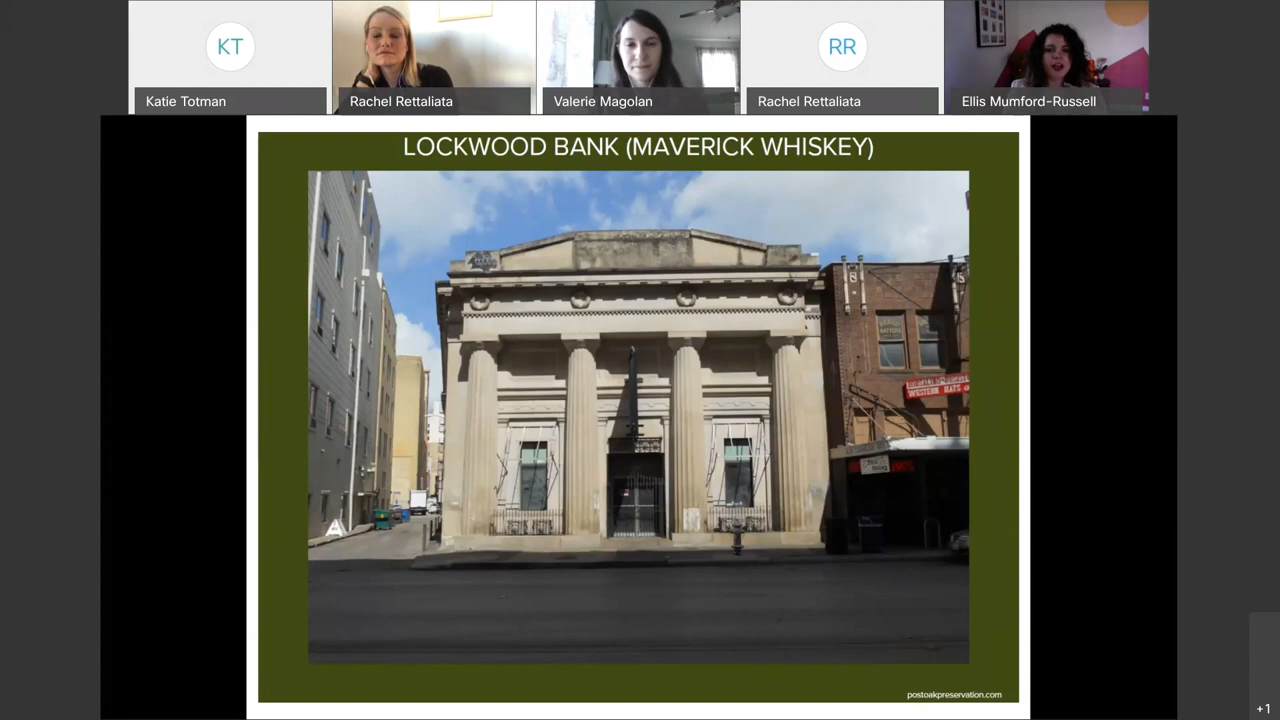 KT
RR
Katie Totman
Rachel Rettaliata
Valerie Magolan
Rachel Rettaliata
Ellis Mumford-Russell
LOCKWOOD BANK (MAVERICK WHISKEY)
WESTERN HATS
postoakpreservation.com
+1